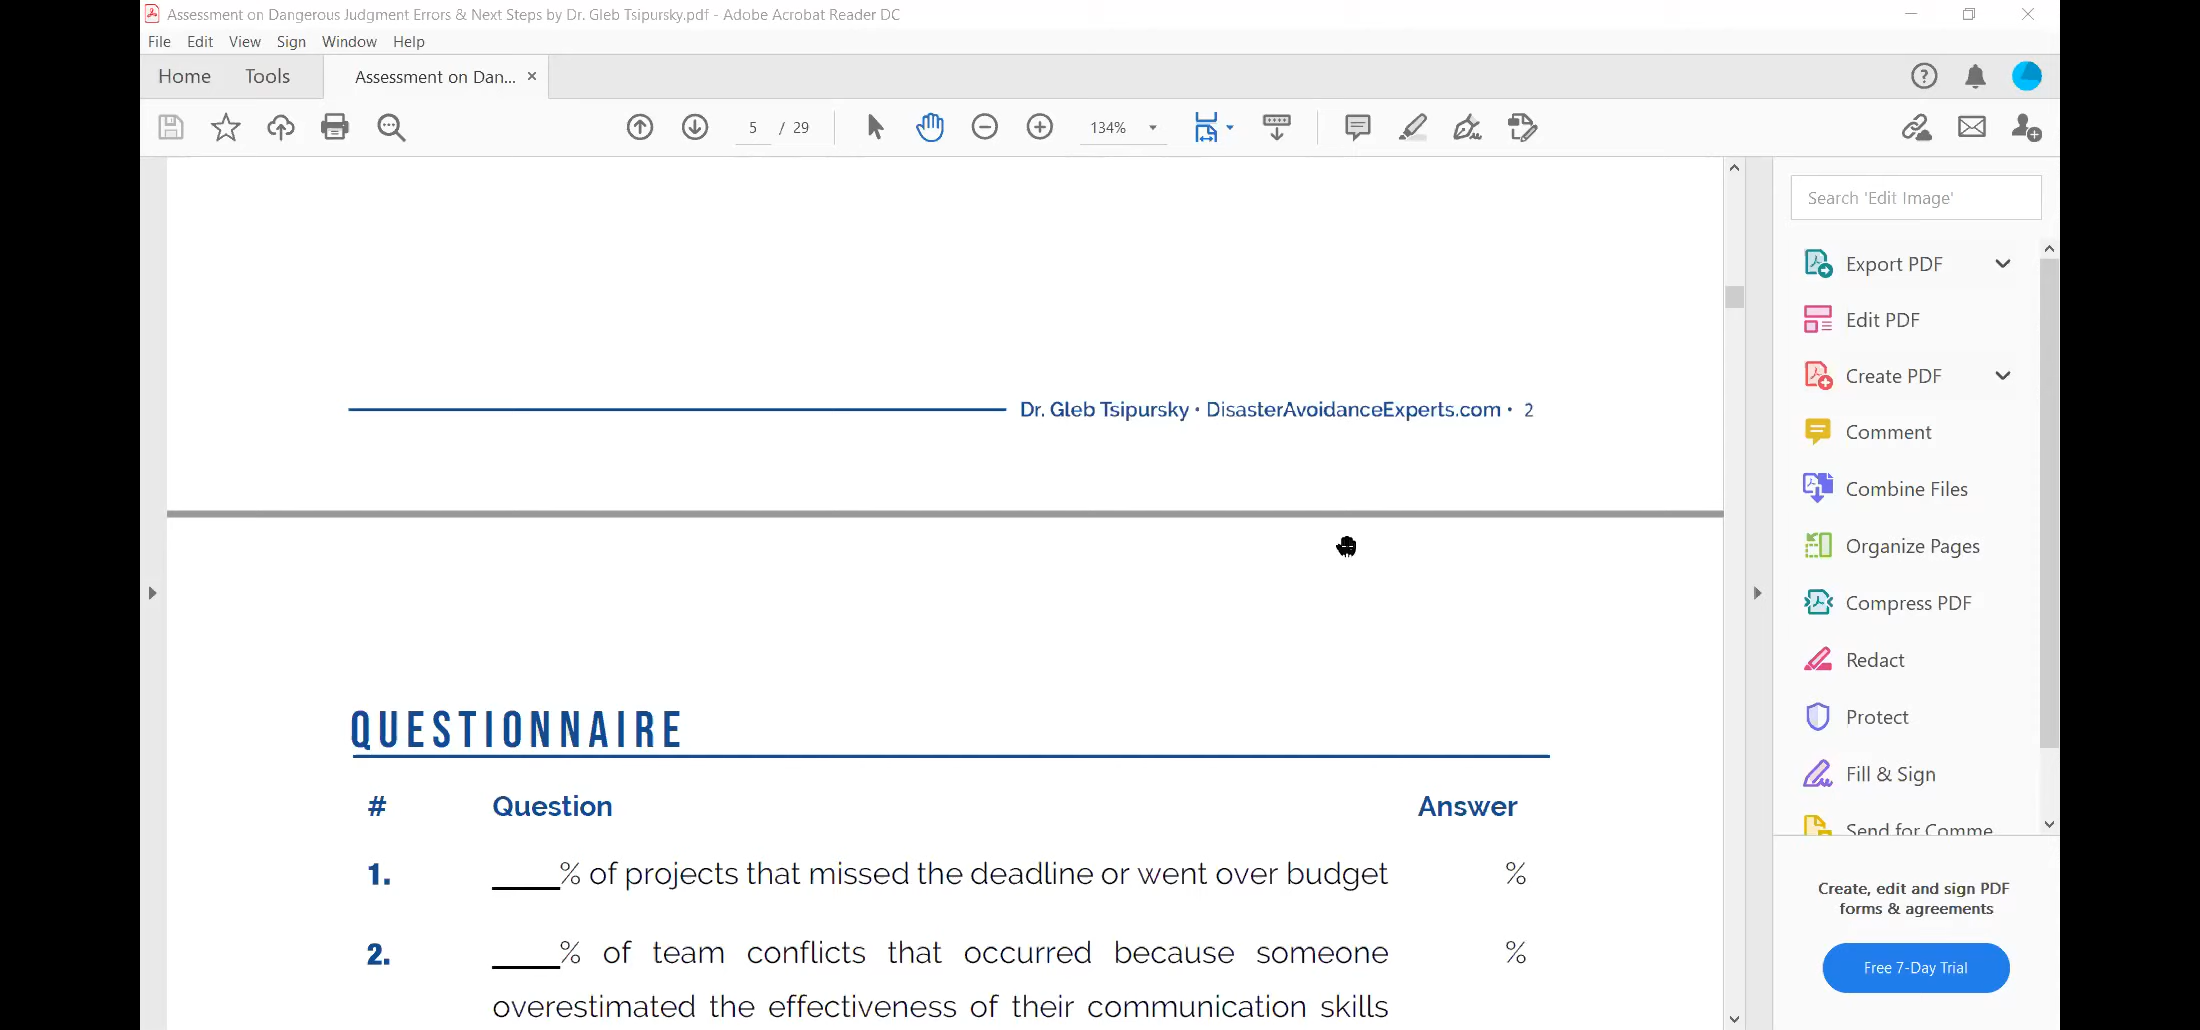 Assessment on Dangerous Judgment Errors & Next Steps by Dr. Gleb Tsipursky.pdf - Adobe Acrobat Reader DC
File Edit View Sign Window Help
Home Tools Assessment on Dan... ×
5 / 29 134%
Search 'Edit Image'
Export PDF
Edit PDF
Create PDF
Comment
Combine Files
Organize Pages
Compress PDF
Redact
Protect
Fill & Sign
Send for Comme
Create, edit and sign PDF
forms & agreements
Free 7-Day Trial
Dr. Gleb Tsipursky • DisasterAvoidanceExperts.com • 2
QUESTIONNAIRE
# Question Answer
1. ____% of projects that missed the deadline or went over budget %
2. ____% of team conflicts that occurred because someone %
overestimated the effectiveness of their communication skills